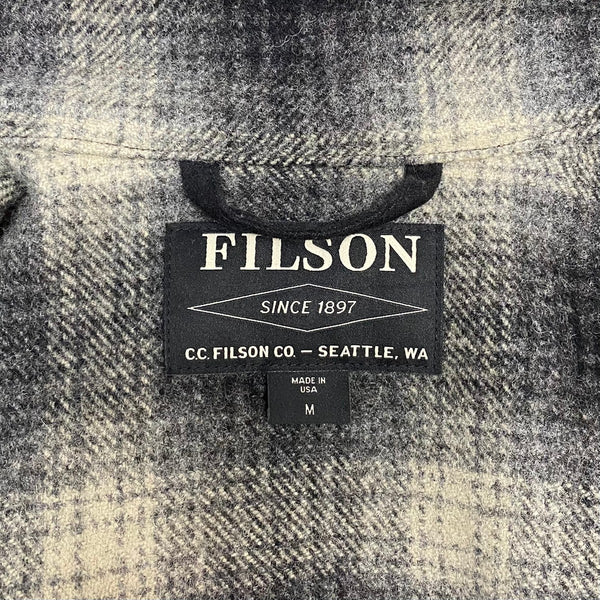 FILSON
SINCE 1897
C.C. FILSON CO. – SEATTLE, WA
MADE IN
USA
M